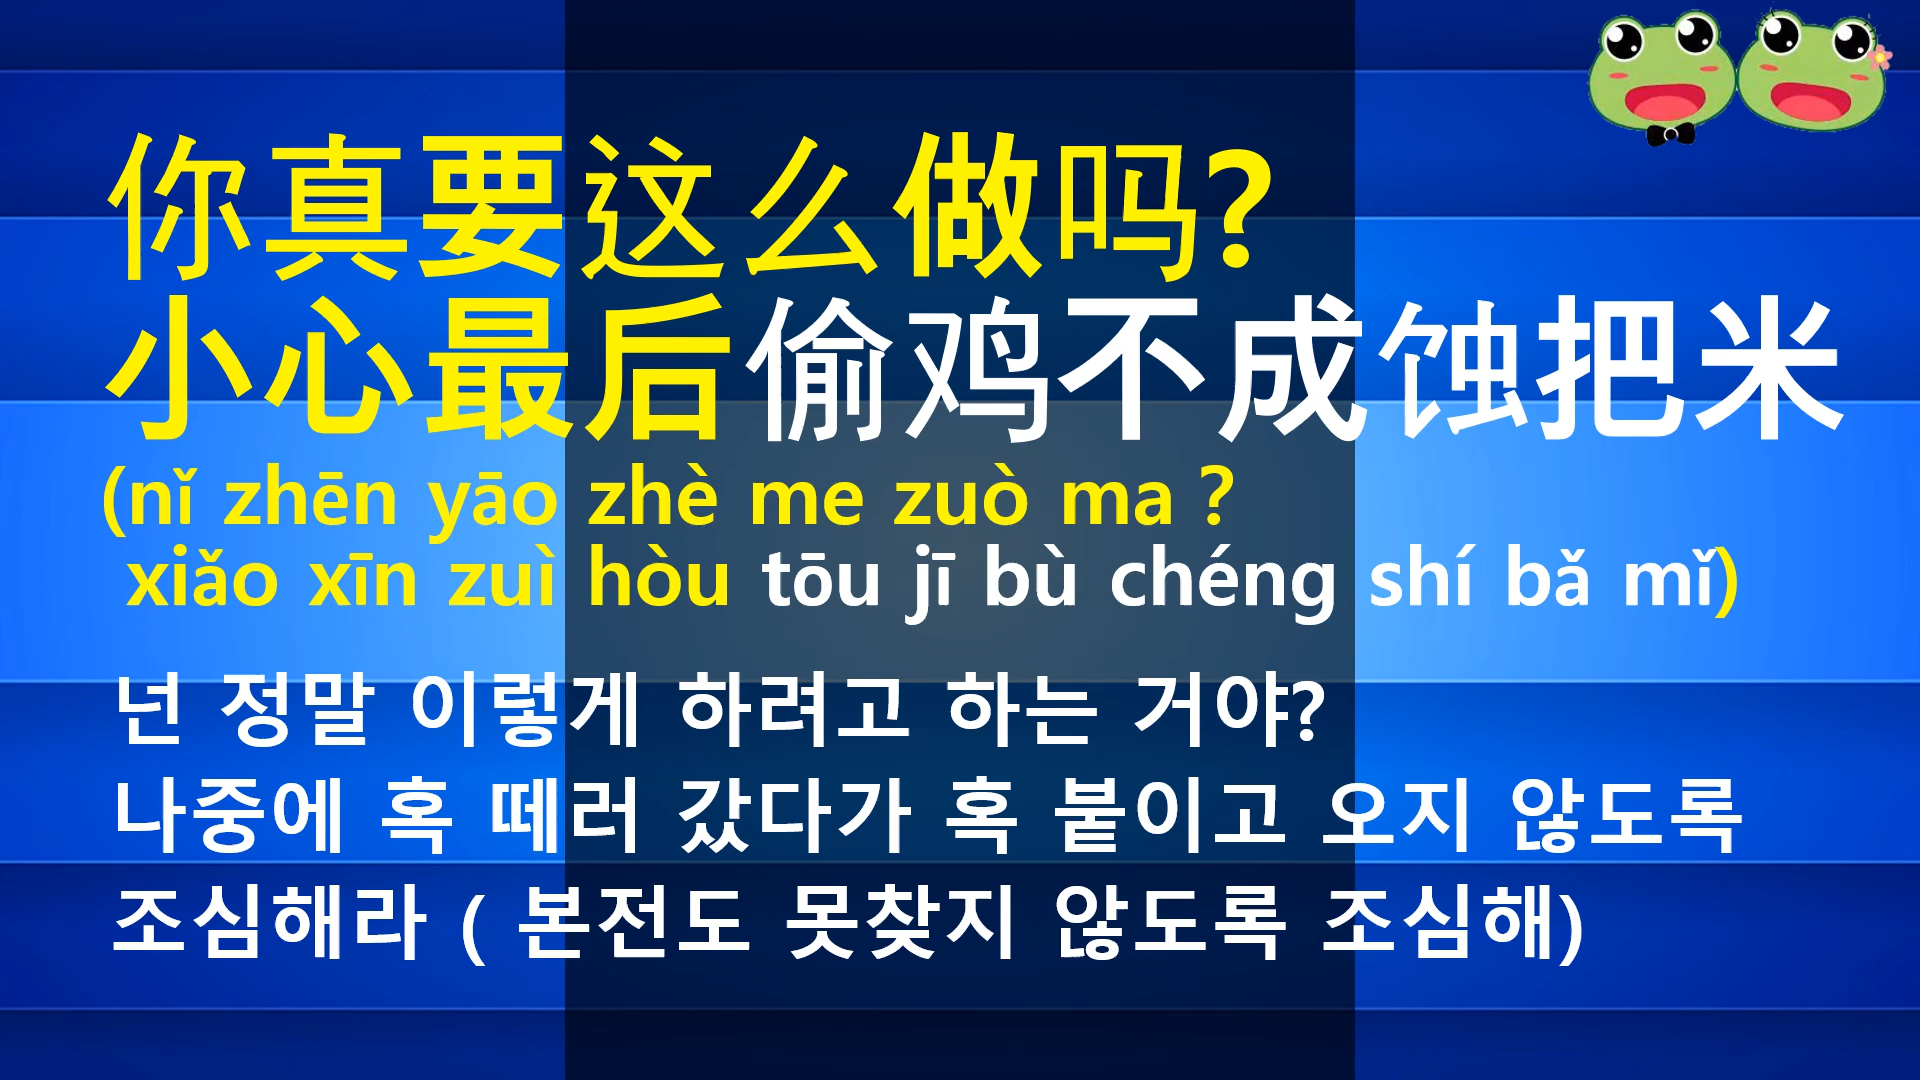 你真要这么做吗?
小心最后偷鸡不成蚀把米
(nǐ zhēn yāo zhè me zuò ma ?
xiǎo xīn zuì hòu tōu jī bù chéng shí bǎ mǐ)
넌 정말 이렇게 하려고 하는 거야?
나중에 혹 떼러 갔다가 혹 붙이고 오지 않도록
조심해라 ( 본전도 못찾지 않도록 조심해)